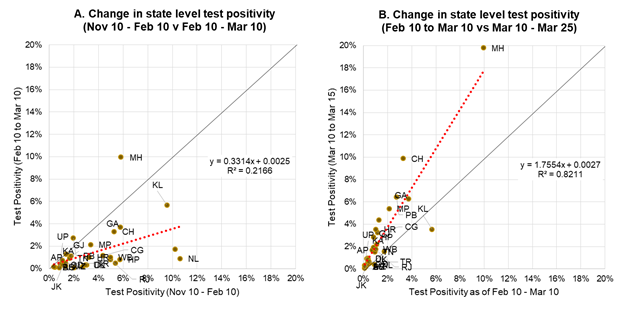 A. Change in state level test positivity
(Nov 10 - Feb 10 v Feb 10 - Mar 10)
Test Positivity (Feb 10 to Mar 10)
20%
18%
16%
14%
12%
10%
8%
6%
4%
2%
0%
MH
KL
y = 0.3314x + 0.0025
R² = 0.2166
GA
CH
UP
GJ
MP
KA
CG
AP
PB
WB
HP
NL
RJ
JK
0% 2% 4% 6% 8% 10% 12% 14% 16% 18% 20%
Test Positivity (Nov 10 - Feb 10)
B. Change in state level test positivity
(Feb 10 to Mar 10 vs Mar 10 - Mar 25)
Test Positivity (Mar 10 to Mar 15)
20%
18%
16%
14%
12%
10%
8%
6%
4%
2%
0%
MH
CH
y = 1.7554x + 0.0027
R² = 0.8211
GA
MP
KL
PB
HR
CG
UP
KA
AP
WB
DK
TR
RJ
JK
0% 2% 4% 6% 8% 10% 12% 14% 16% 18% 20%
Test Positivity as of Feb 10 - Mar 10